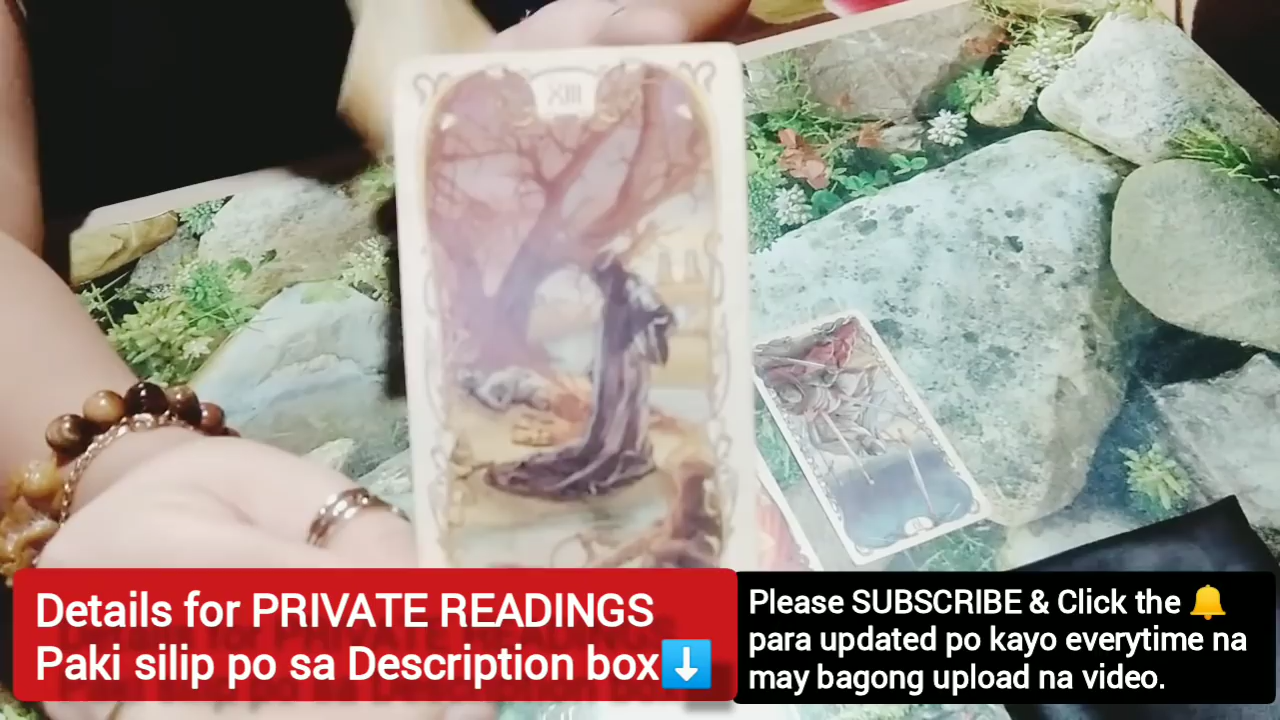 XIII
Details for PRIVATE READINGS
Paki silip po sa Description box⬇️
Please SUBSCRIBE & Click the 🔔
para updated po kayo everytime na
may bagong upload na video.